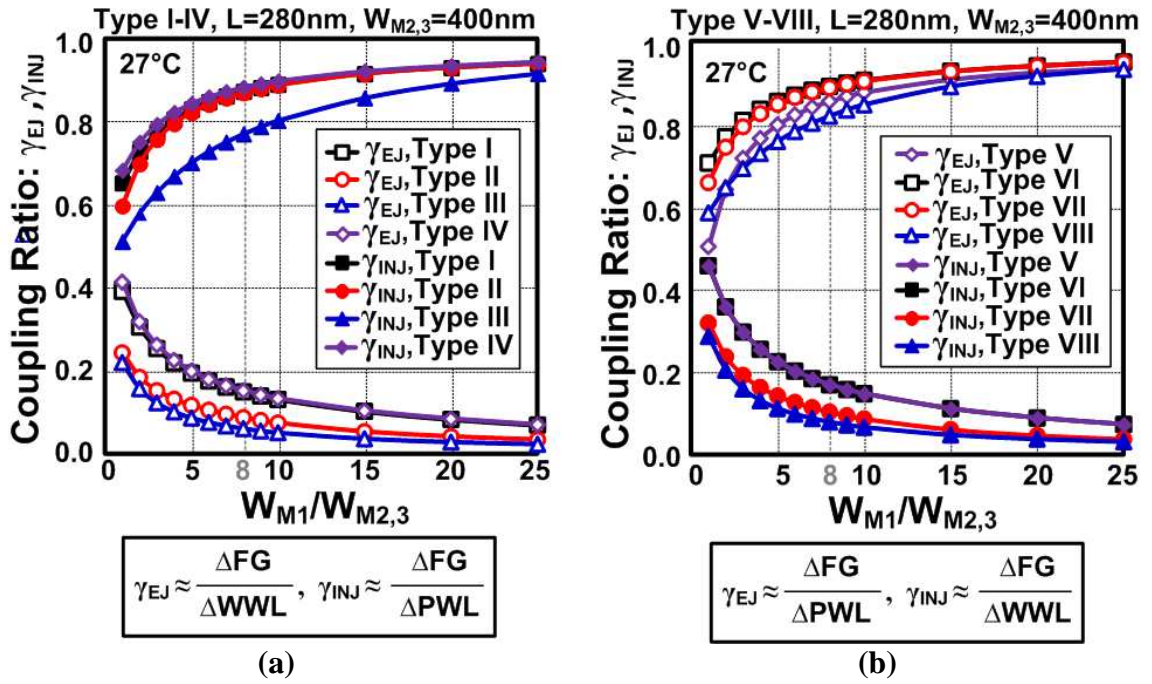 Type I-IV, L=280nm, W_M2,3=400nm
Coupling Ratio: γ_EJ ,γ_INJ
1.0
0.8
0.6
0.4
0.2
0.0
27°C
γ_EJ,Type I
γ_EJ,Type II
γ_EJ,Type III
γ_EJ,Type IV
γ_INJ,Type I
γ_INJ,Type II
γ_INJ,Type III
γ_INJ,Type IV
0 5 8 10 15 20 25
W_M1/W_M2,3
γ_EJ ≈ ΔFG/ΔWWL , γ_INJ ≈ ΔFG/ΔPWL
(a)
Type V-VIII, L=280nm, W_M2,3=400nm
Coupling Ratio: γ_EJ ,γ_INJ
1.0
0.8
0.6
0.4
0.2
0.0
27°C
γ_EJ,Type V
γ_EJ,Type VI
γ_EJ,Type VII
γ_EJ,Type VIII
γ_INJ,Type V
γ_INJ,Type VI
γ_INJ,Type VII
γ_INJ,Type VIII
0 5 8 10 15 20 25
W_M1/W_M2,3
γ_EJ ≈ ΔFG/ΔPWL , γ_INJ ≈ ΔFG/ΔWWL
(b)